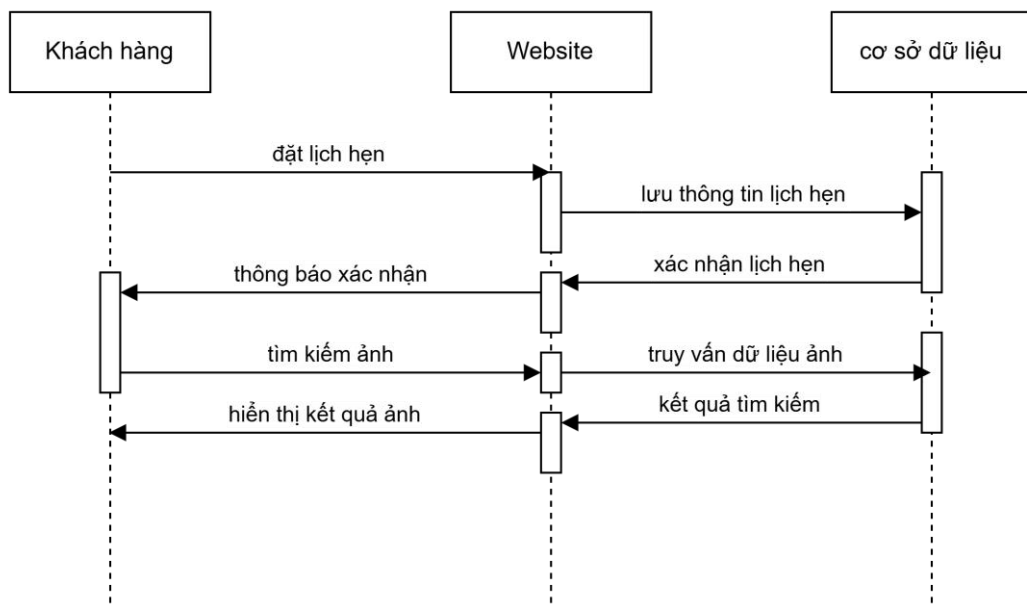 Khách hàng
Website
cơ sở dữ liệu
đặt lịch hẹn
lưu thông tin lịch hẹn
xác nhận lịch hẹn
thông báo xác nhận
tìm kiếm ảnh
truy vấn dữ liệu ảnh
kết quả tìm kiếm
hiển thị kết quả ảnh